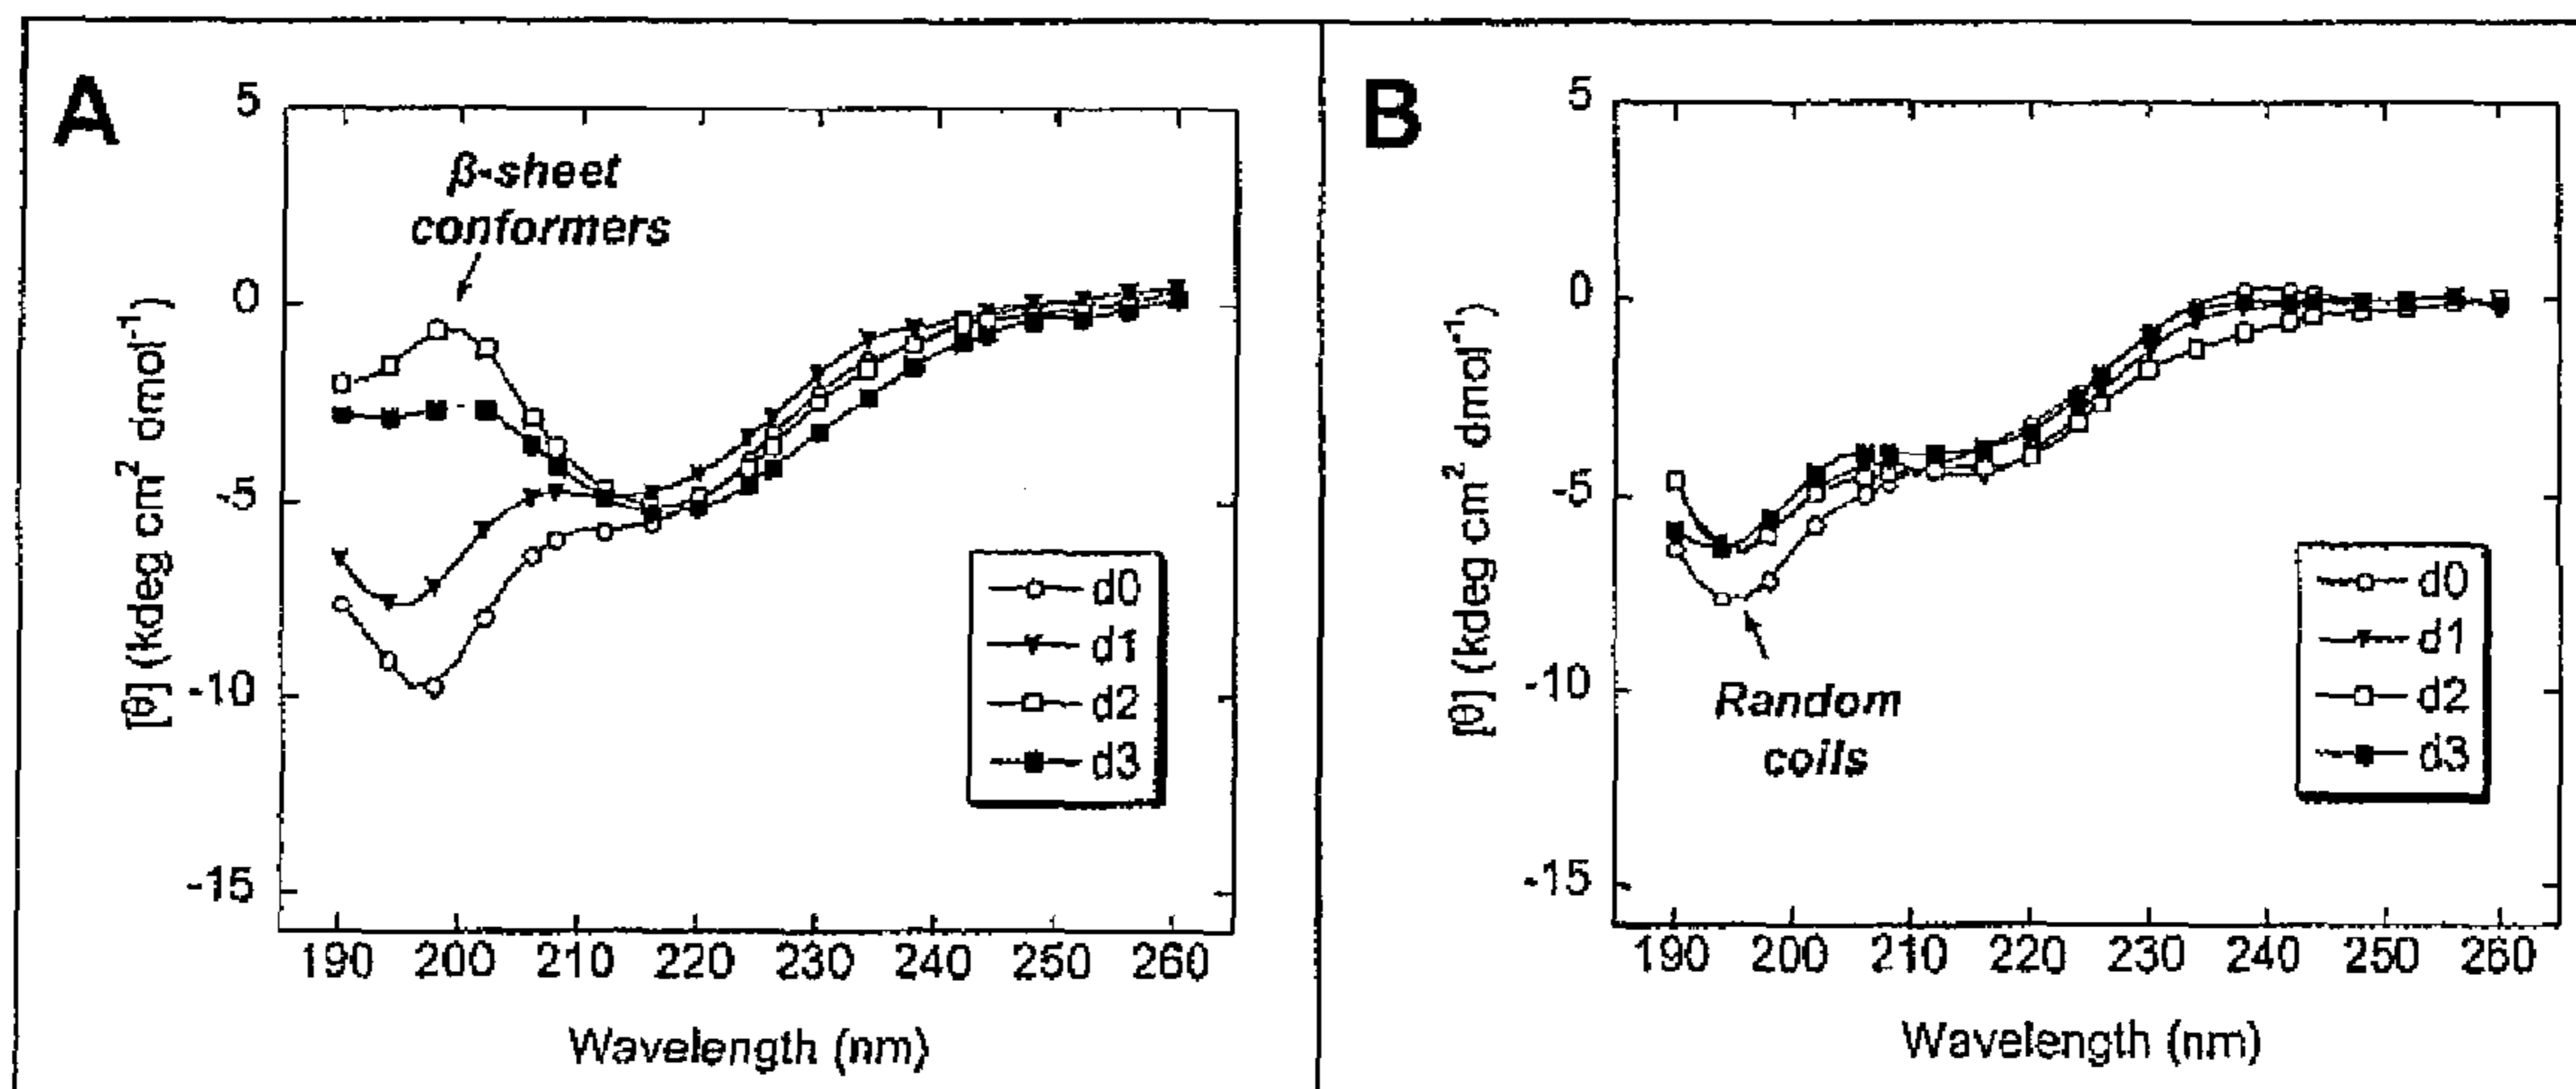 A
5
0
-5
-10
-15
[θ] (kdeg cm² dmol⁻¹)
β-sheet
conformers
d0
d1
d2
d3
190 200 210 220 230 240 250 260
Wavelength (nm)
B
5
0
-5
-10
-15
[θ] (kdeg cm² dmol⁻¹)
Random
coils
d0
d1
d2
d3
190 200 210 220 230 240 250 260
Wavelength (nm)